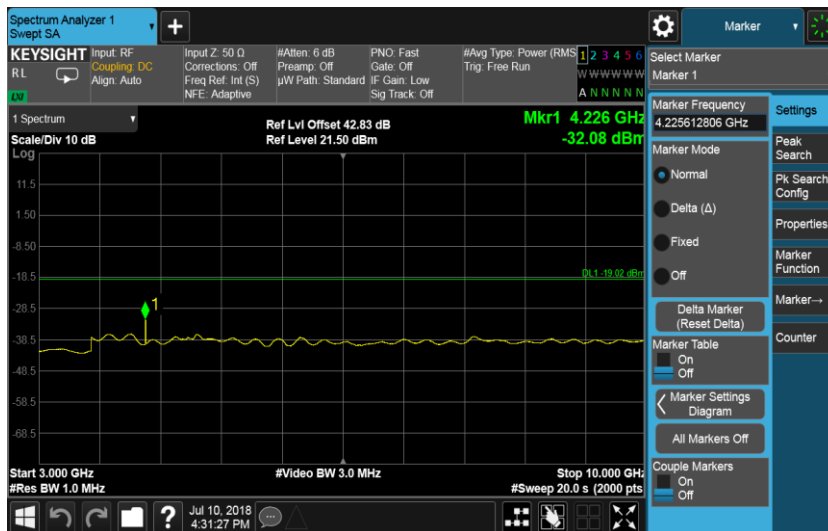 Spectrum Analyzer 1
Swept SA
+
Marker
KEYSIGHT
RL
LXI
Input: RF
Coupling: DC
Align: Auto
Input Z: 50 Ω
Corrections: Off
Freq Ref: Int (S)
NFE: Adaptive
#Atten: 6 dB
Preamp: Off
µW Path: Standard
PNO: Fast
Gate: Off
IF Gain: Low
Sig Track: Off
#Avg Type: Power (RMS
Trig: Free Run
1 2 3 4 5 6
W W W W W W
A N N N N N
Select Marker
Marker 1
1 Spectrum
Scale/Div 10 dB
Log
Ref Lvl Offset 42.83 dB
Ref Level 21.50 dBm
Mkr1 4.226 GHz
-32.08 dBm
11.5
1.50
-8.50
-18.5
-28.5
-38.5
-48.5
-58.5
-68.5
DL1 -19.02 dBm
1
Start 3.000 GHz
#Res BW 1.0 MHz
#Video BW 3.0 MHz
Stop 10.000 GHz
#Sweep 20.0 s (2000 pts
Marker Frequency
4.225612806 GHz
Marker Mode
Normal
Delta (Δ)
Fixed
Off
Delta Marker
(Reset Delta)
Marker Table
On
Off
Marker Settings
Diagram
All Markers Off
Couple Markers
On
Off
Settings
Peak
Search
Pk Search
Config
Properties
Marker
Function
Marker→
Counter
?
Jul 10, 2018
4:31:27 PM